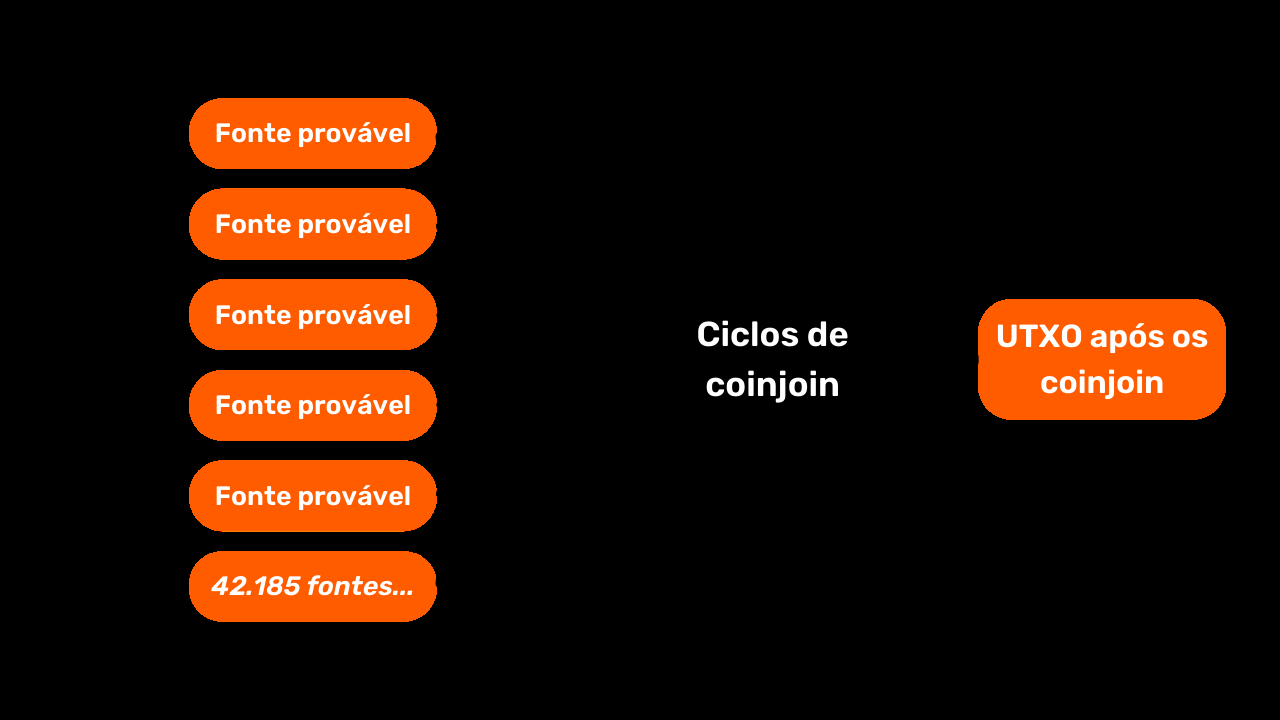 Fonte provável
Fonte provável
Fonte provável
Fonte provável
Fonte provável
42.185 fontes...
Ciclos de
coinjoin
UTXO após os
coinjoin